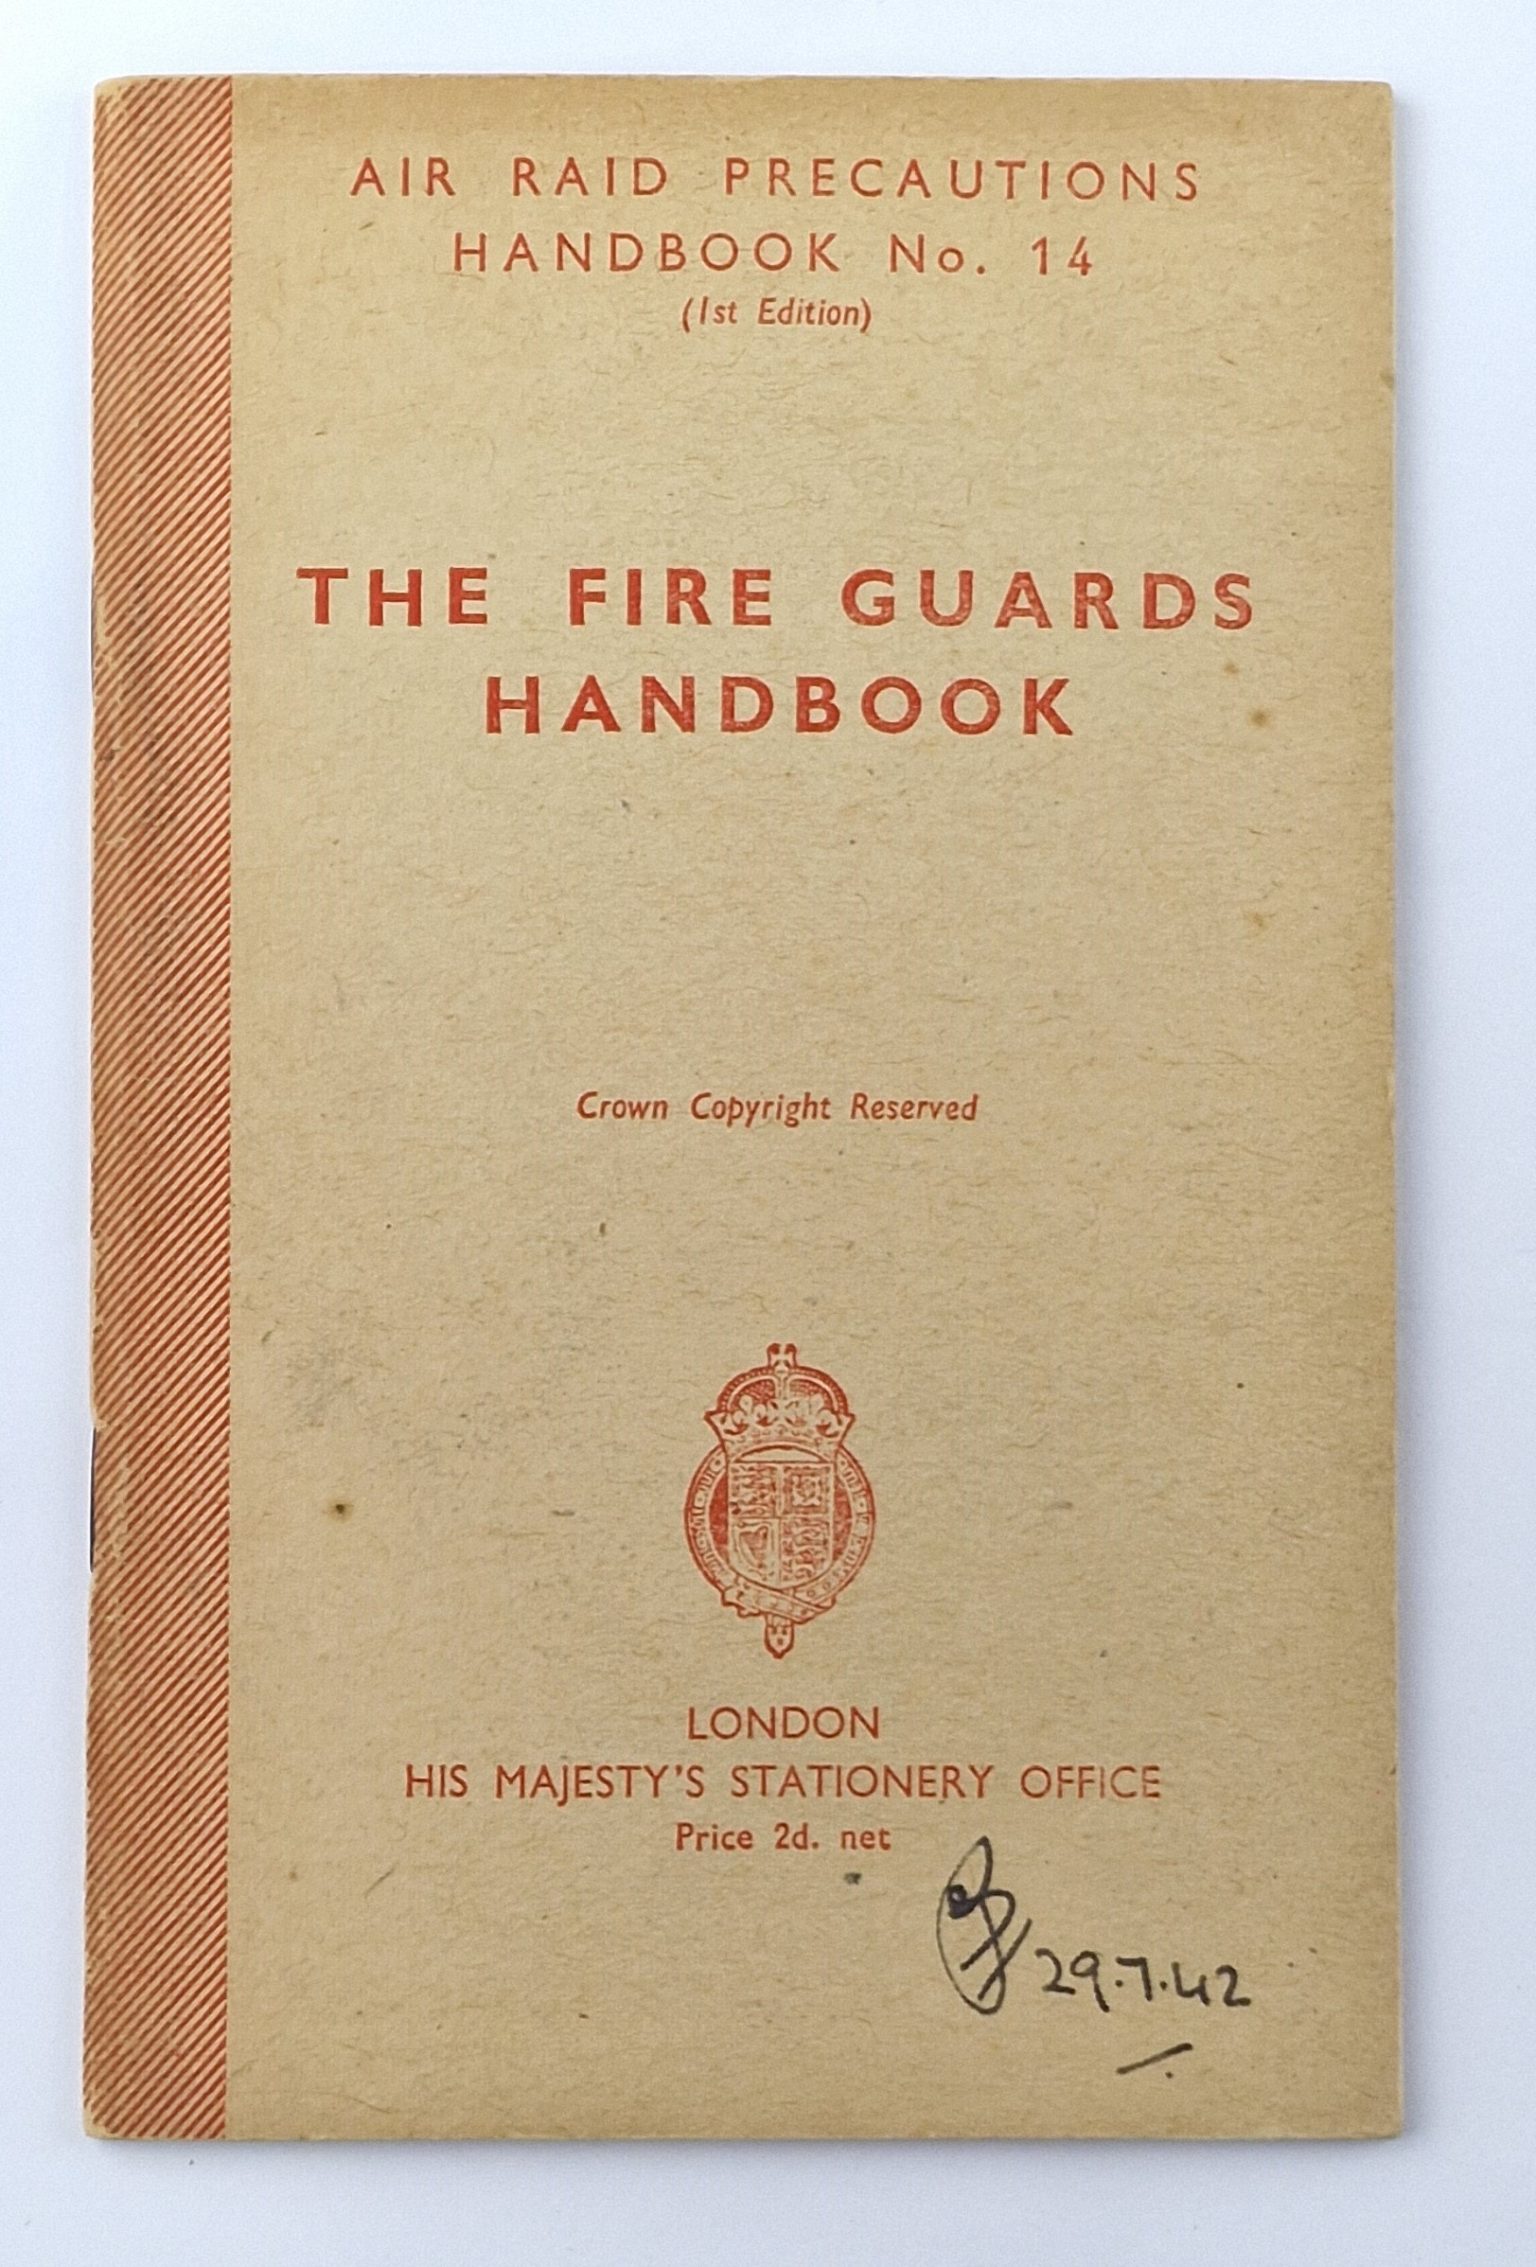 AIR RAID PRECAUTIONS
HANDBOOK No. 14
(1st Edition)
THE FIRE GUARDS
HANDBOOK
Crown Copyright Reserved
LONDON
HIS MAJESTY'S STATIONERY OFFICE
Price 2d. net
29.7.42